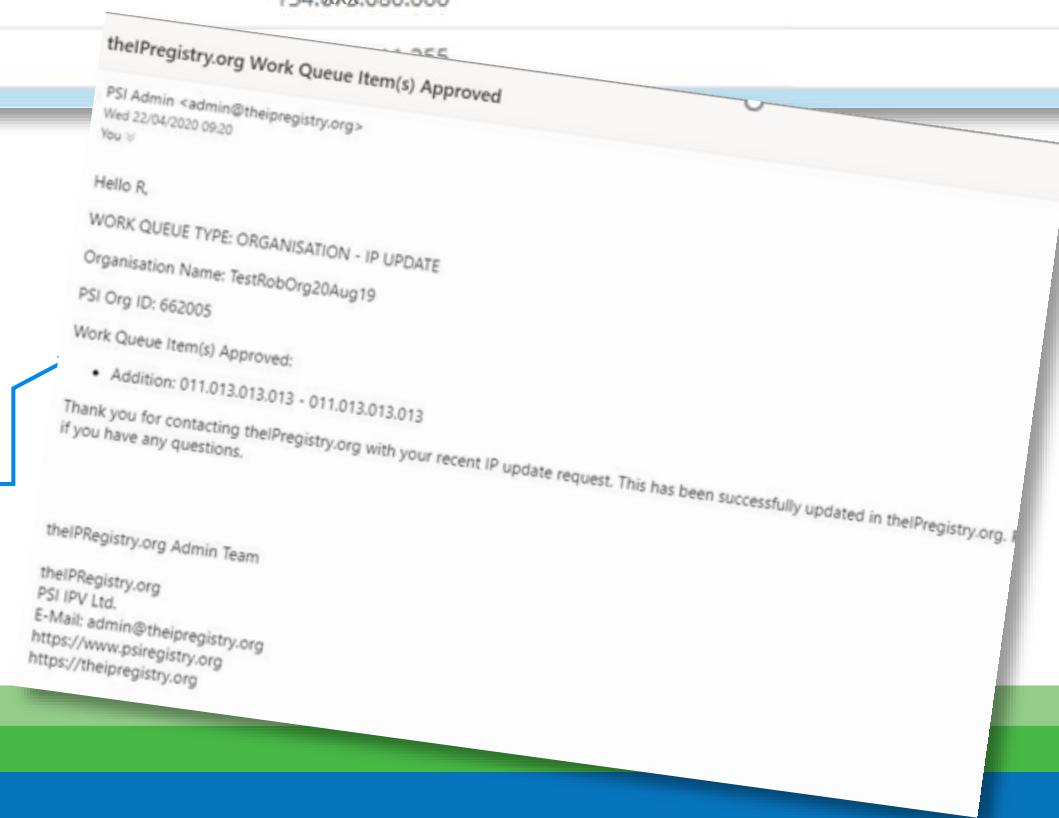 theIPregistry.org Work Queue Item(s) Approved
PSI Admin <admin@theipregistry.org>
Wed 22/04/2020 09:20
You
Hello R,
WORK QUEUE TYPE: ORGANISATION - IP UPDATE
Organisation Name: TestRobOrg20Aug19
PSI Org ID: 662005
Work Queue Item(s) Approved:
• Addition: 011.013.013.013 - 011.013.013.013
Thank you for contacting theIPregistry.org with your recent IP update request. This has been successfully updated in theIPregistry.org.
if you have any questions.
theIPRegistry.org Admin Team
theIPRegistry.org
PSI IPV Ltd.
E-Mail: admin@theipregistry.org
https://www.psiregistry.org
https://theipregistry.org